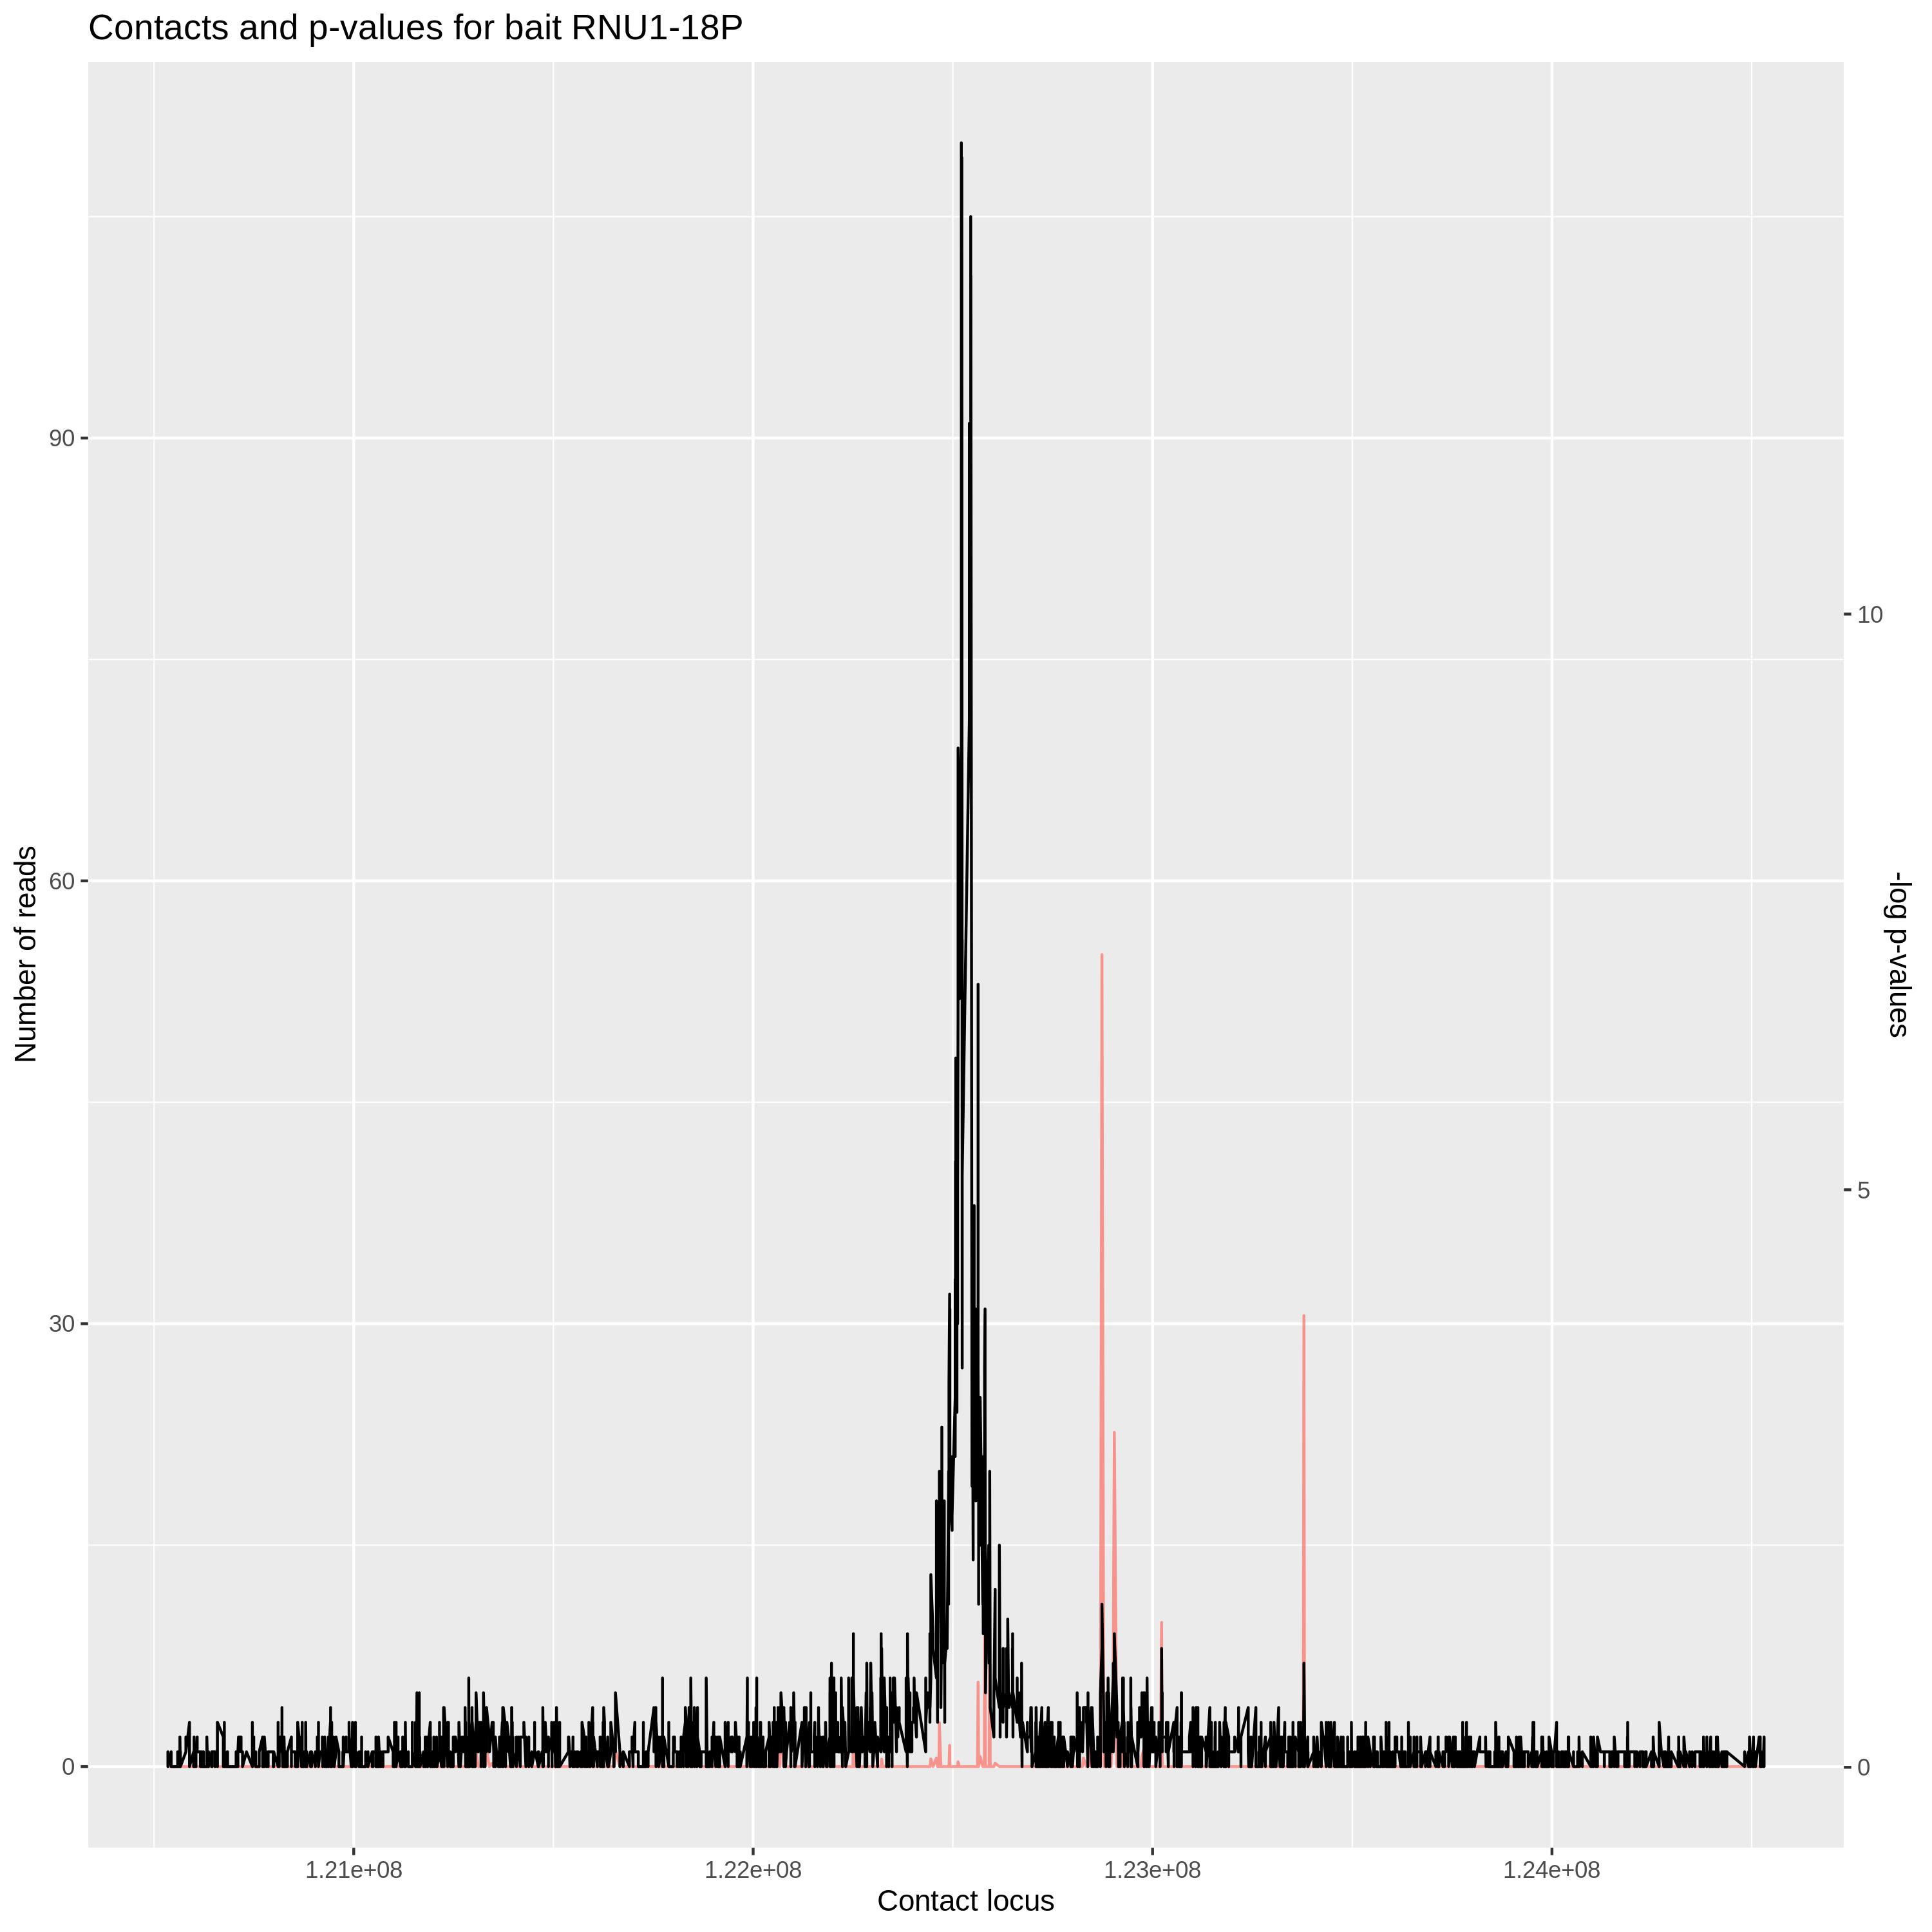 Contacts and p-values for bait RNU1-18P
90
60
30
0
Number of reads
10
5
0
-log p-values
1.21e+08
1.22e+08
1.23e+08
1.24e+08
Contact locus